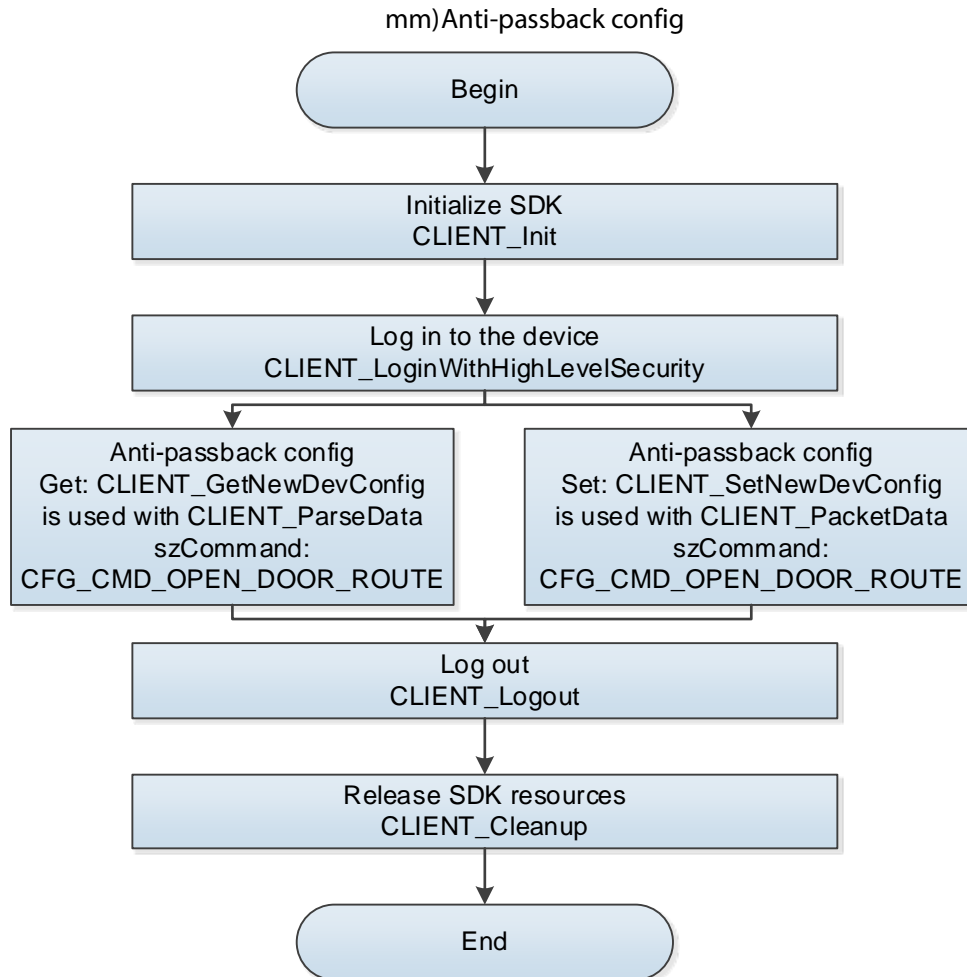 mm)Anti-passback config
Begin
Initialize SDK
CLIENT_Init
Log in to the device
CLIENT_LoginWithHighLevelSecurity
Anti-passback config
Get: CLIENT_GetNewDevConfig
is used with CLIENT_ParseData
szCommand:
CFG_CMD_OPEN_DOOR_ROUTE
Anti-passback config
Set: CLIENT_SetNewDevConfig
is used with CLIENT_PacketData
szCommand:
CFG_CMD_OPEN_DOOR_ROUTE
Log out
CLIENT_Logout
Release SDK resources
CLIENT_Cleanup
End